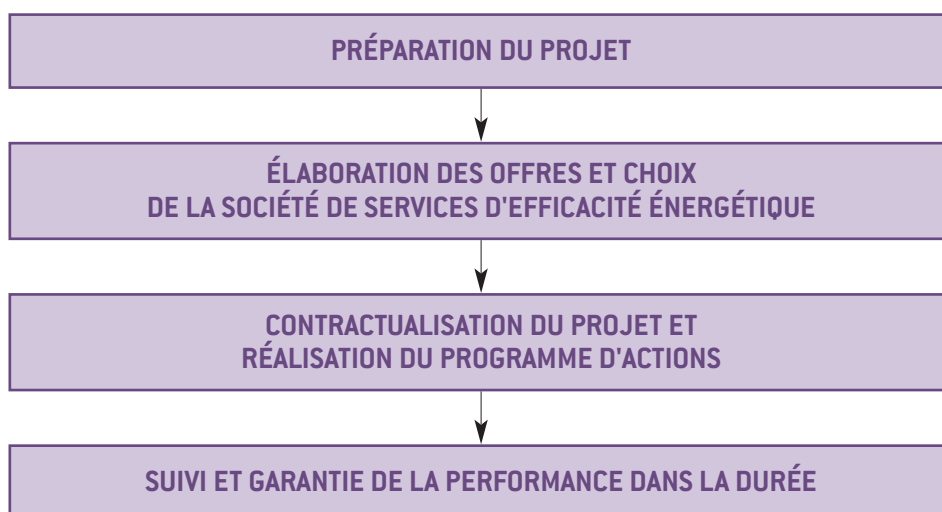 PRÉPARATION DU PROJET
ÉLABORATION DES OFFRES ET CHOIX
DE LA SOCIÉTÉ DE SERVICES D'EFFICACITÉ ÉNERGÉTIQUE
CONTRACTUALISATION DU PROJET ET
RÉALISATION DU PROGRAMME D'ACTIONS
SUIVI ET GARANTIE DE LA PERFORMANCE DANS LA DURÉE